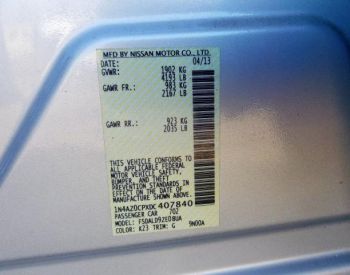 MFD BY NISSAN MOTOR CO., LTD
DATE: 04/13
GVWR: 1902 KG
4193 LB
GAWR FR.: 983 KG
2167 LB
GAWR RR.: 923 KG
2035 LB
THIS VEHICLE CONFORMS TO ALL
APPLICABLE FEDERAL
MOTOR VEHICLE SAFETY,
BUMPER, AND THEFT
PREVENTION STANDARDS IN
EFFECT ON THE DATE OF
MANUFACTURE SHOWN ABOVE.
1N4AZ0CPXDC407840
PASSENGER CAR 702
MODEL: FSDALD9ZE0BUA
COLOR: K23 TRIM: G 9N00A